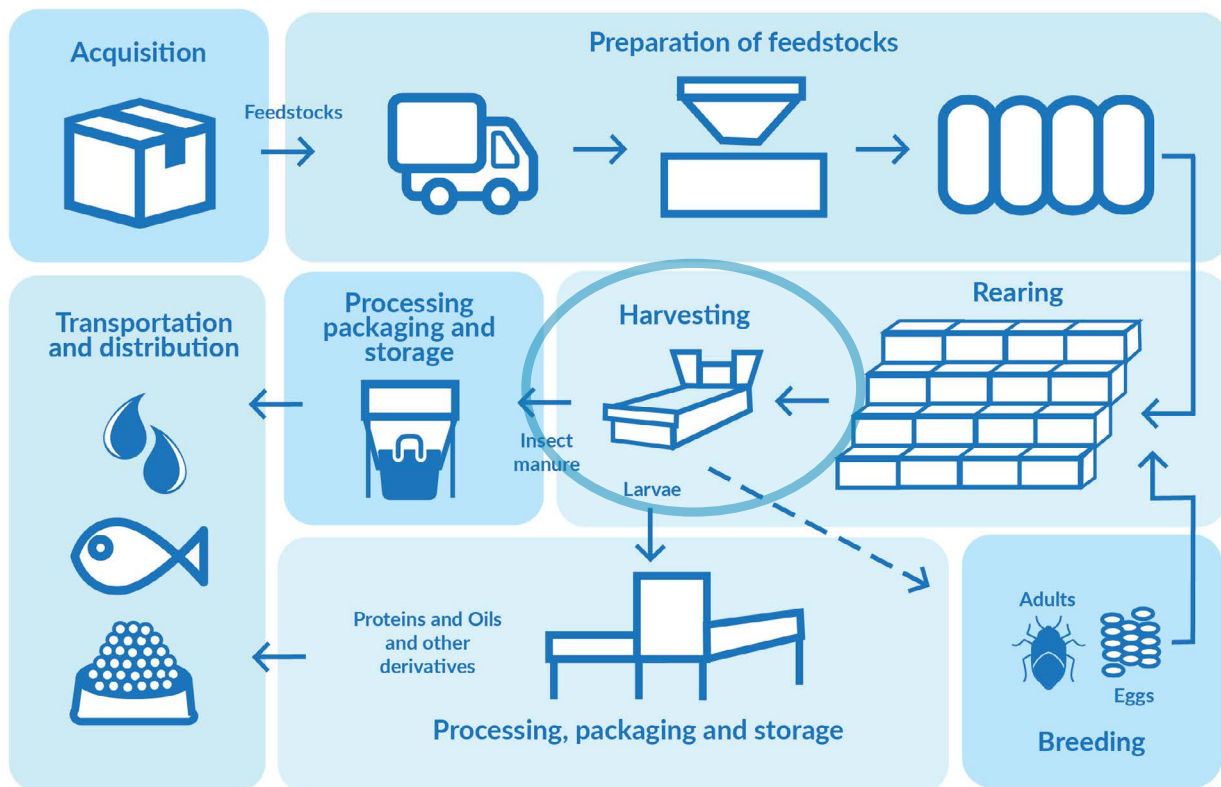 Acquisition
Feedstocks
Preparation of feedstocks
Transportation
and distribution
Processing
packaging and
storage
Harvesting
Rearing
Insect
manure
Larvae
Proteins and Oils
and other
derivatives
Processing, packaging and storage
Adults
Eggs
Breeding